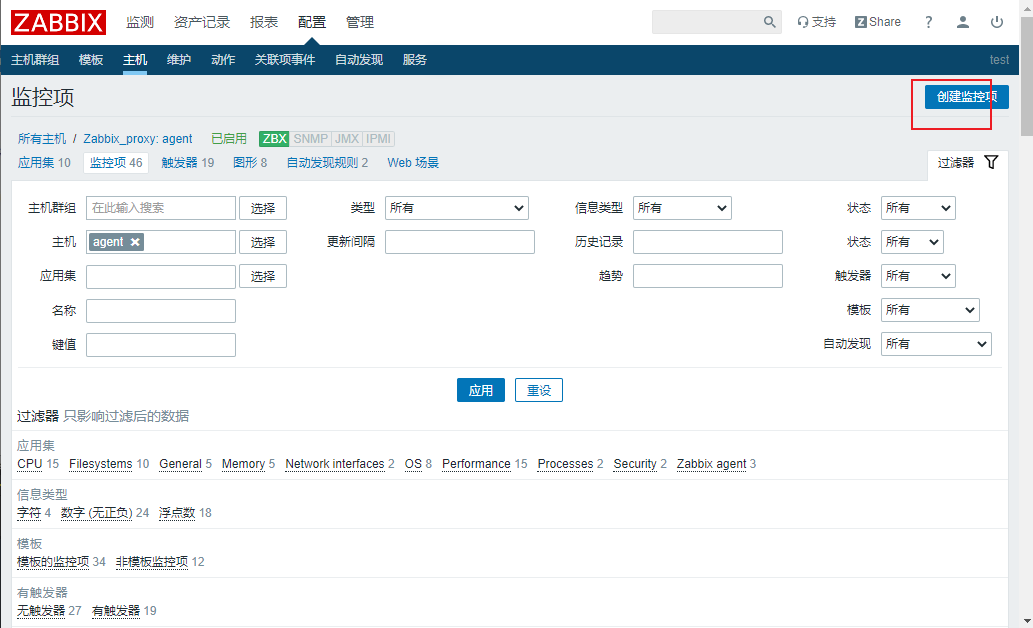 ZABBIX 监测 资产记录 报表 配置 管理 支持 Share ?
主机群组 模板 主机 维护 动作 关联项事件 自动发现 服务 test
监控项 创建监控项
所有主机 / Zabbix_proxy: agent 已启用 ZBX SNMP JMX IPMI
应用集 10 监控项 46 触发器 19 图形 8 自动发现规则 2 Web 场景 过滤器
主机群组 在此输入搜索 选择 类型 所有 信息类型 所有 状态 所有
主机 agent 选择 更新间隔 历史记录 状态 所有
应用集 选择 趋势 触发器 所有
名称 模板 所有
键值 自动发现 所有
应用 重设
过滤器 只影响过滤后的数据
应用集
CPU 15 Filesystems 10 General 5 Memory 5 Network interfaces 2 OS 8 Performance 15 Processes 2 Security 2 Zabbix agent 3
信息类型
字符 4 数字 (无正负) 24 浮点数 18
模板
模板的监控项 34 非模板监控项 12
有触发器
无触发器 27 有触发器 19